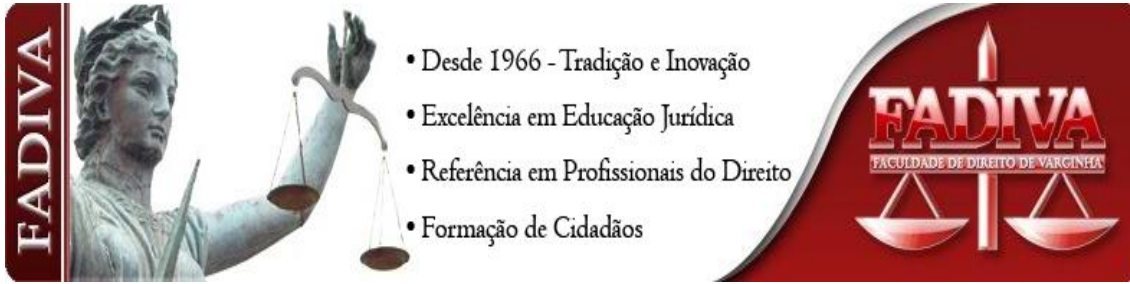 FADIVA
• Desde 1966 - Tradição e Inovação
• Excelência em Educação Jurídica
• Referência em Profissionais do Direito
• Formação de Cidadãos
FADIVA
FACULDADE DE DIREITO DE VARGINHA